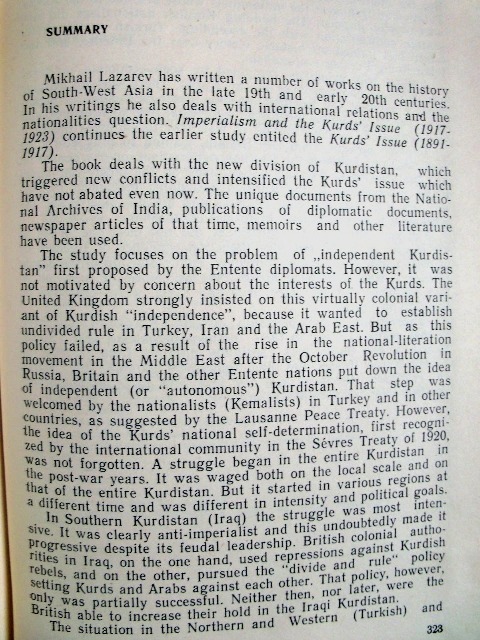 SUMMARY
Mikhail Lazarev has written a number of works on the history
of South-West Asia in the late 19th and early 20th centuries.
In his writings he also deals with international relations and the
nationalities question. Imperialism and the Kurds' Issue (1917-
1923) continues the earlier study entited the Kurds' Issue (1891-
1917).
The book deals with the new division of Kurdistan, which
triggered new conflicts and intensified the Kurds' issue which
have not abated even now. The unique documents from the Natio-
nal Archives of India, publications of diplomatic documents,
newspaper articles of that time, memoirs and other literature
have been used.
The study focuses on the problem of „independent Kurdis-
tan” first proposed by the Entente diplomats. However, it was
not motivated by concern about the interests of the Kurds. The
United Kingdom strongly insisted on this virtually colonial vari-
ant of Kurdish “independence”, because it wanted to establish
undivided rule in Turkey, Iran and the Arab East. But as this
policy failed, as a result of the rise in the national-literation
movement in the Middle East after the October Revolution in
Russia, Britain and the other Entente nations put down the idea
of independent (or “autonomous”) Kurdistan. That step was
welcomed by the nationalists (Kemalists) in Turkey and in other
countries, as suggested by the Lausanne Peace Treaty. However,
the idea of the Kurds' national self-determination, first recogni-
zed by the international community in the Sévres Treaty of 1920,
was not forgotten. A struggle began in the entire Kurdistan in
the post-war years. It was waged both on the local scale and on
that of the entire Kurdistan. But it started in various regions at
a different time and was different in intensity and political goals.
In Southern Kurdistan (Iraq) the struggle was most inten-
sive. It was clearly anti-imperialist and this undoubtedly made it
progressive despite its feudal leadership. British colonial autho-
rities in Iraq, on the one hand, used repressions against Kurdish
rebels, and on the other, pursued the “divide and rule” policy
setting Kurds and Arabs against each other. That policy, however,
only was partially successful. Neither then, nor later, were the
British able to increase their hold in the Iraqi Kurdistan.
The situation in the Northern and Western (Turkish) and
323